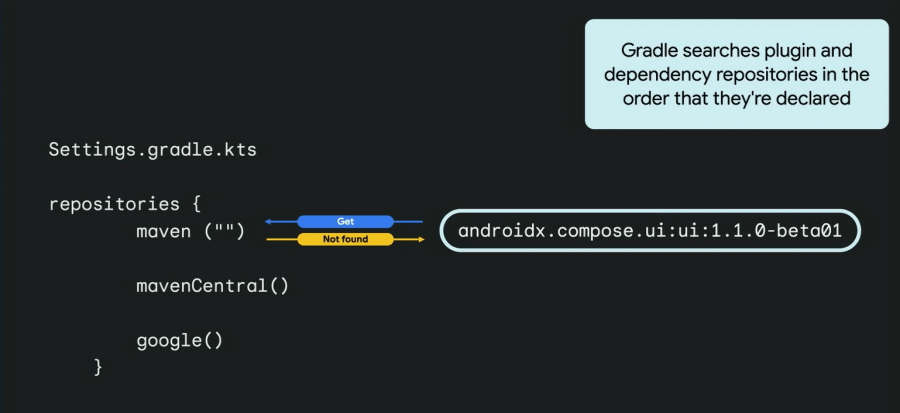 Gradle searches plugin and
dependency repositories in the
order that they're declared
Settings.gradle.kts
repositories {
maven ("")
Get
Not found
androidx.compose.ui:ui:1.1.0-beta01
mavenCentral()
google()
}